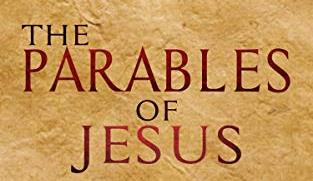 THE
PARABLES
OF
JESUS